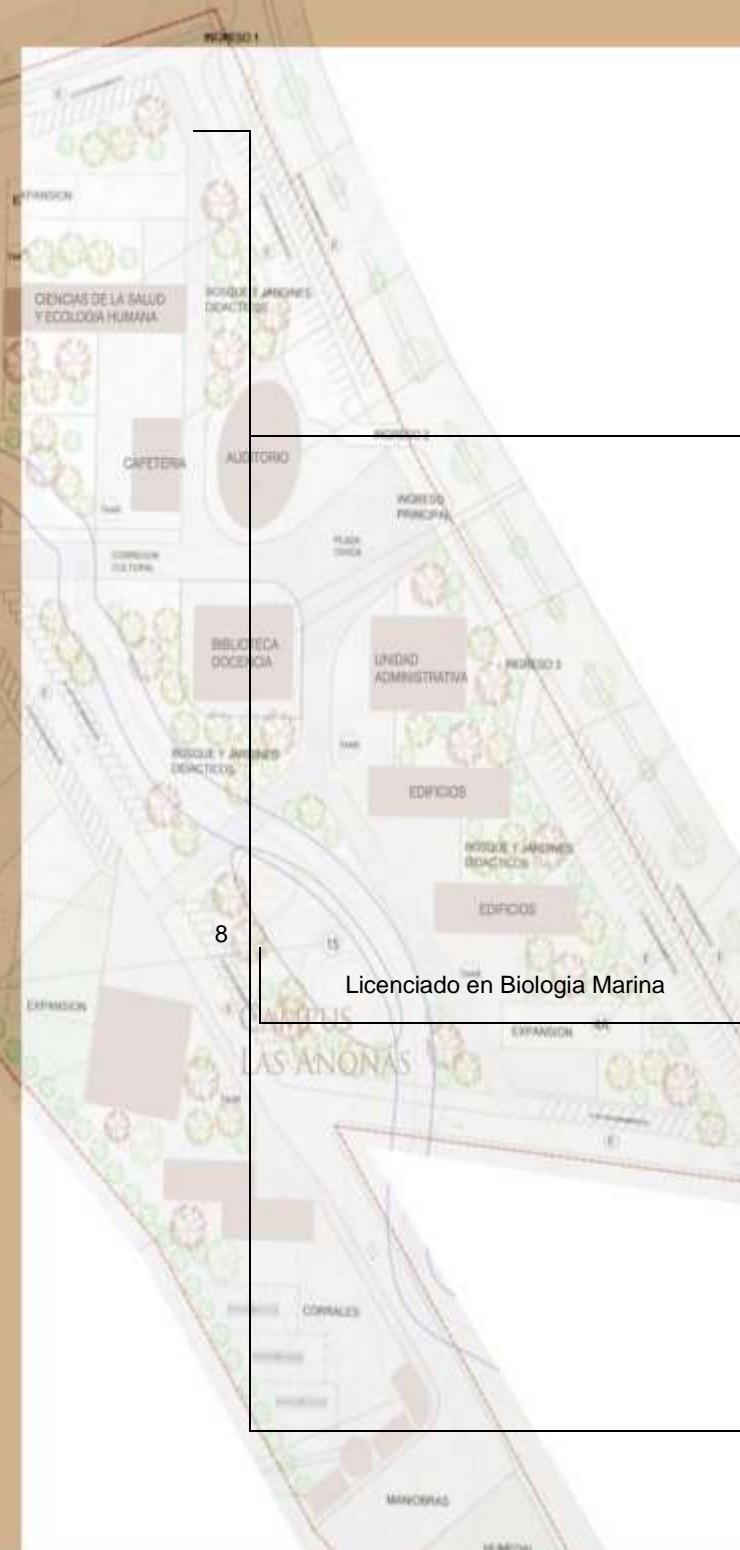 INGRESO 1
EXPANSION
BOSQUE Y JARDINES
DIDACTICOS
CIENCIAS DE LA SALUD
Y ECOLOGIA HUMANA
INGRESO 2
CAFETERIA
AUDITORIO
INGRESO
PRINCIPAL
PLAZA
CIVICA
CORREDOR
CULTURAL
BIBLIOTECA
DOCENCIA
UNIDAD
ADMINISTRATIVA
INGRESO 3
BOSQUE Y JARDINES
DIDACTICOS
EDIFICIOS
BOSQUE Y JARDINES
DIDACTICOS
EDIFICIOS
8
15
Licenciado en Biologia Marina
EXPANSION
CAMPUS
LAS ANONAS
EXPANSION
CORRALES
MANIOBRAS
HUMEDAL